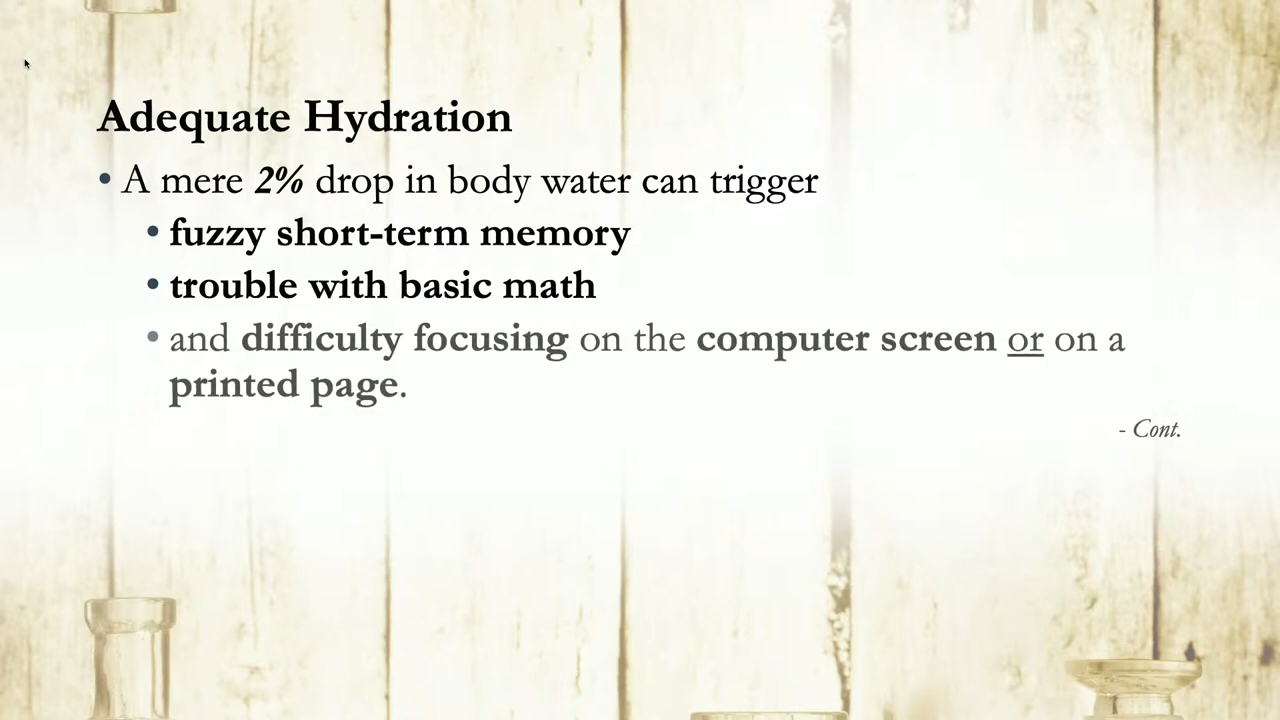 Adequate Hydration
• A mere 2% drop in body water can trigger
• fuzzy short-term memory
• trouble with basic math
• and difficulty focusing on the computer screen or on a
printed page.
- Cont.